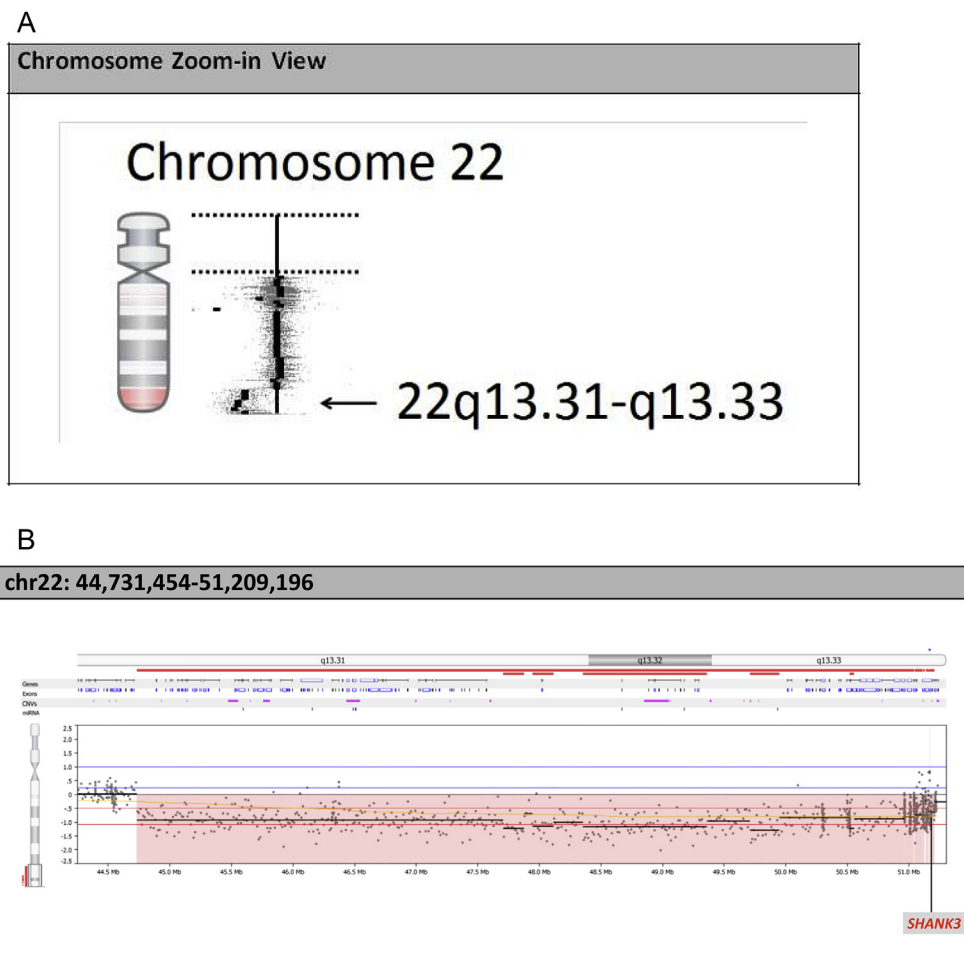 A
Chromosome Zoom-in View
Chromosome 22
22q13.31-q13.33
B
chr22: 44,731,454-51,209,196
q13.31 q13.32 q13.33
Genes
Exons
CNVs
miRNA
2.5
2.0
1.5
1.0
.5
0
-.5
-1.0
-1.5
-2.0
-2.5
44.5 Mb 45.0 Mb 45.5 Mb 46.0 Mb 46.5 Mb 47.0 Mb 47.5 Mb 48.0 Mb 48.5 Mb 49.0 Mb 49.5 Mb 50.0 Mb 50.5 Mb 51.0 Mb
SHANK3